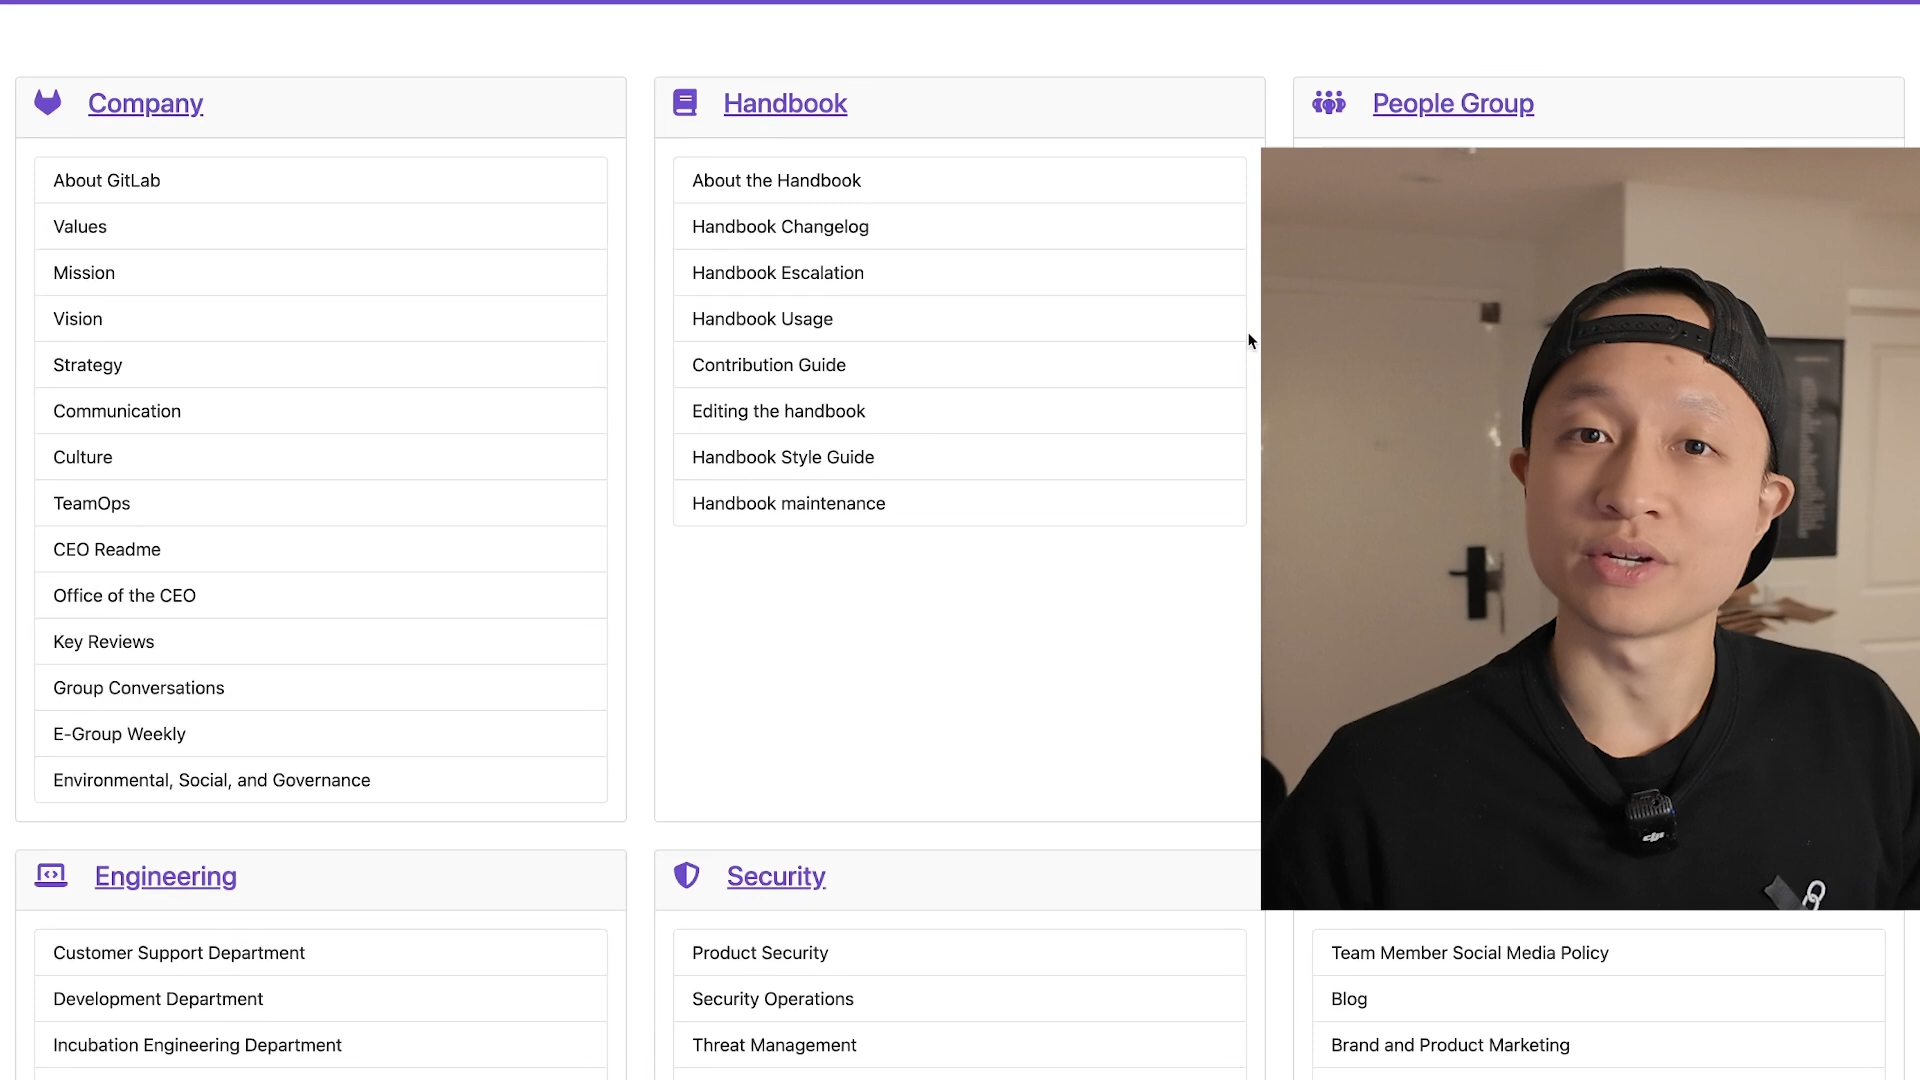 Company
About GitLab
Values
Mission
Vision
Strategy
Communication
Culture
TeamOps
CEO Readme
Office of the CEO
Key Reviews
Group Conversations
E-Group Weekly
Environmental, Social, and Governance
Handbook
About the Handbook
Handbook Changelog
Handbook Escalation
Handbook Usage
Contribution Guide
Editing the handbook
Handbook Style Guide
Handbook maintenance
People Group
dji
Engineering
Customer Support Department
Development Department
Incubation Engineering Department
Security
Product Security
Security Operations
Threat Management
Team Member Social Media Policy
Blog
Brand and Product Marketing